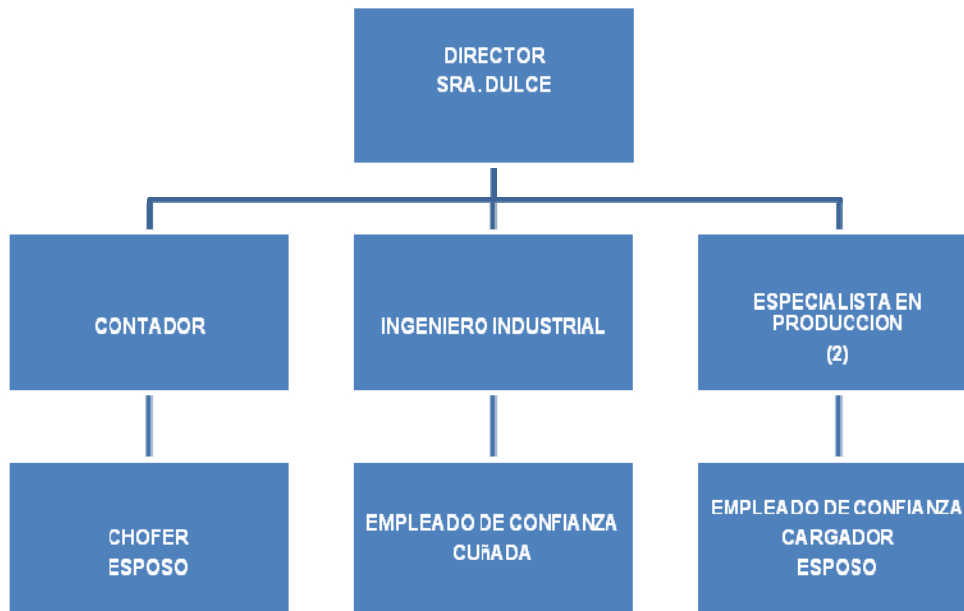 DIRECTOR
SRA. DULCE
CONTADOR
INGENIERO INDUSTRIAL
ESPECIALISTA EN
PRODUCCION
(2)
CHOFER
ESPOSO
EMPLEADO DE CONFIANZA
CUñADA
EMPLEADO DE CONFIANZA
CARGADOR
ESPOSO